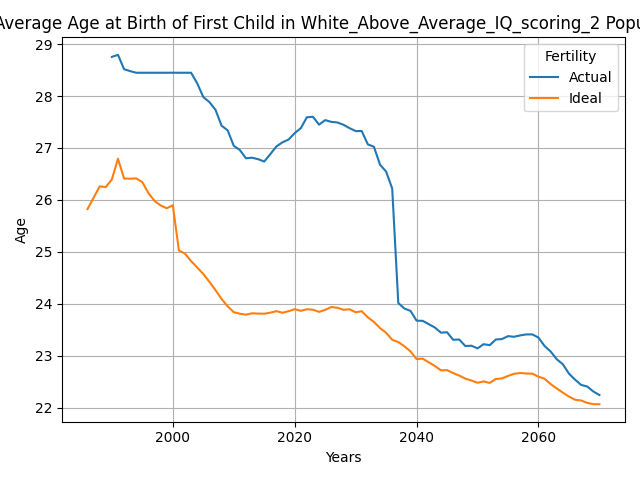 Average Age at Birth of First Child in White_Above_Average_IQ_scoring_2
29
28
27
26
25
24
23
22
Age
Fertility
Actual
Ideal
2000 2020 2040 2060
Years